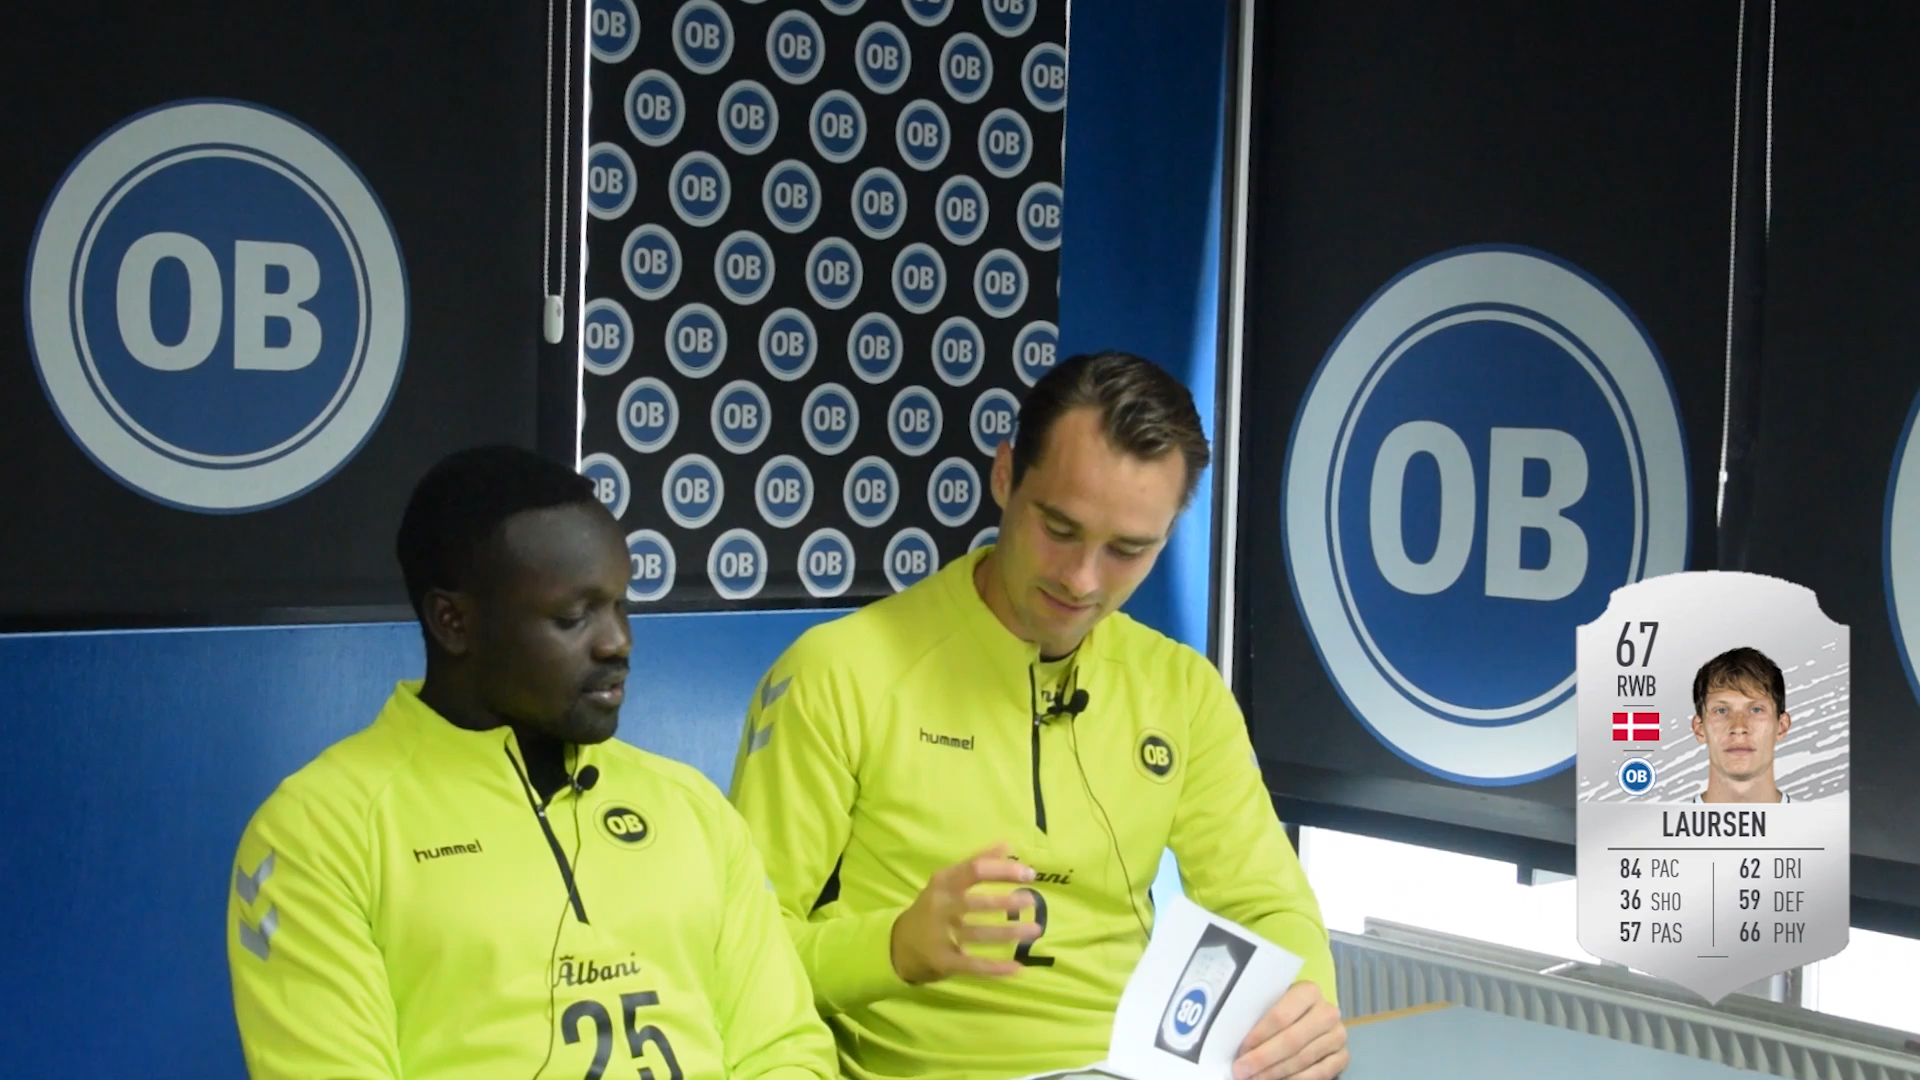 OB
OB
OB
hummel
OB
Albani
25
hummel
OB
2
OB
67
RWB
OB
LAURSEN
84 PAC 62 DRI
36 SHO 59 DEF
57 PAS 66 PHY